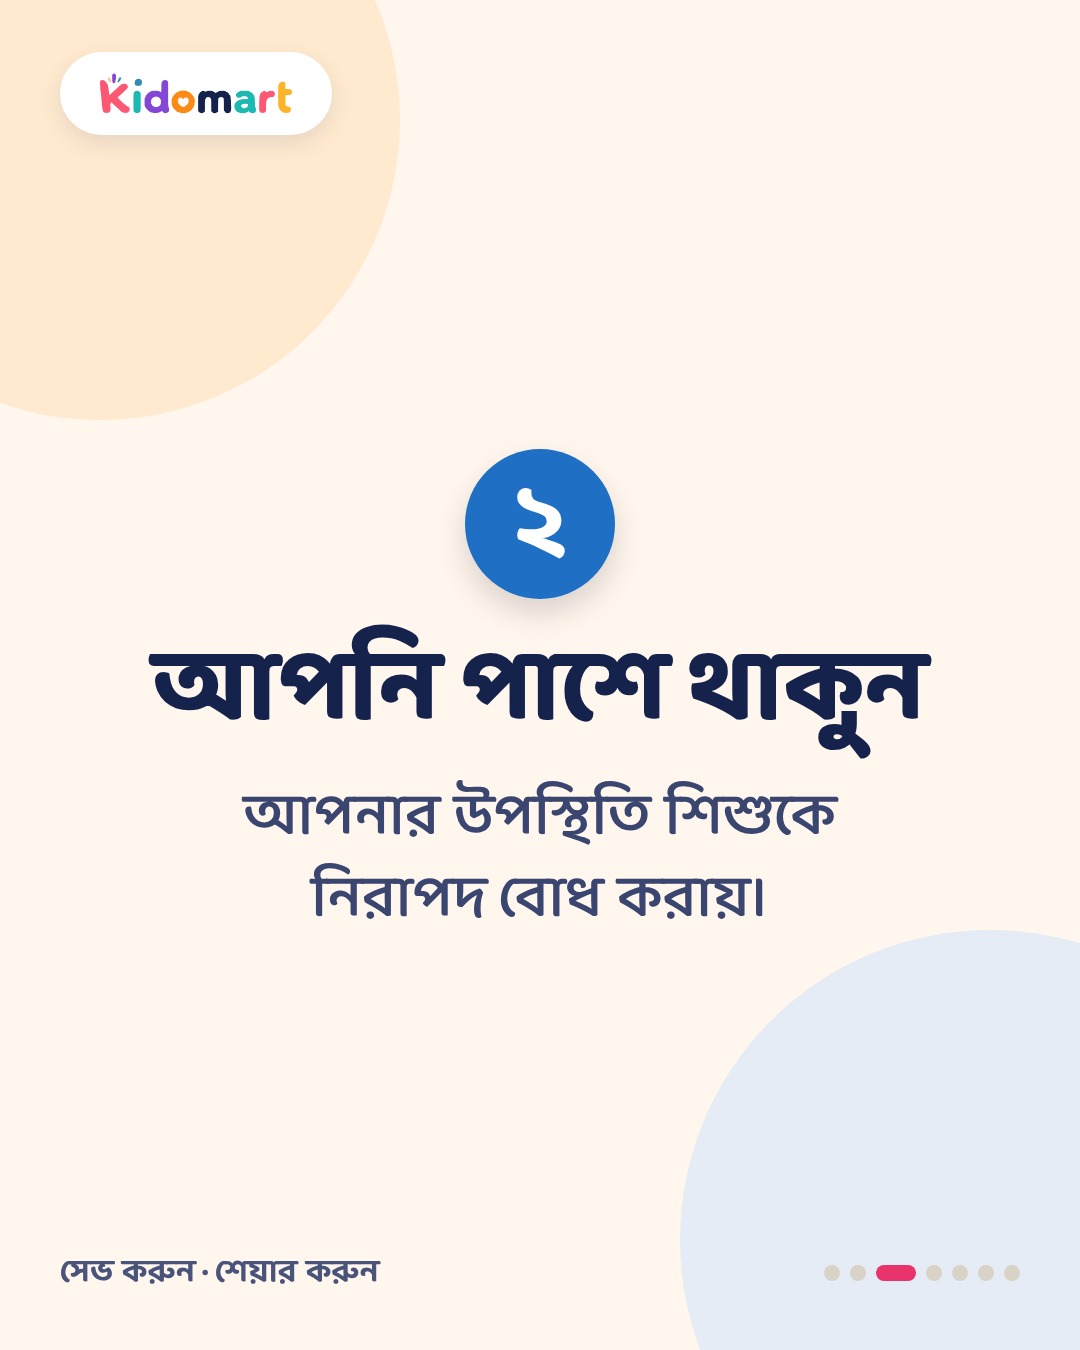 Kidomart
২
আপনি পাশে থাকুন
আপনার উপস্থিতি শিশুকে
নিরাপদ বোধ করায়।
সেভ করুন · শেয়ার করুন